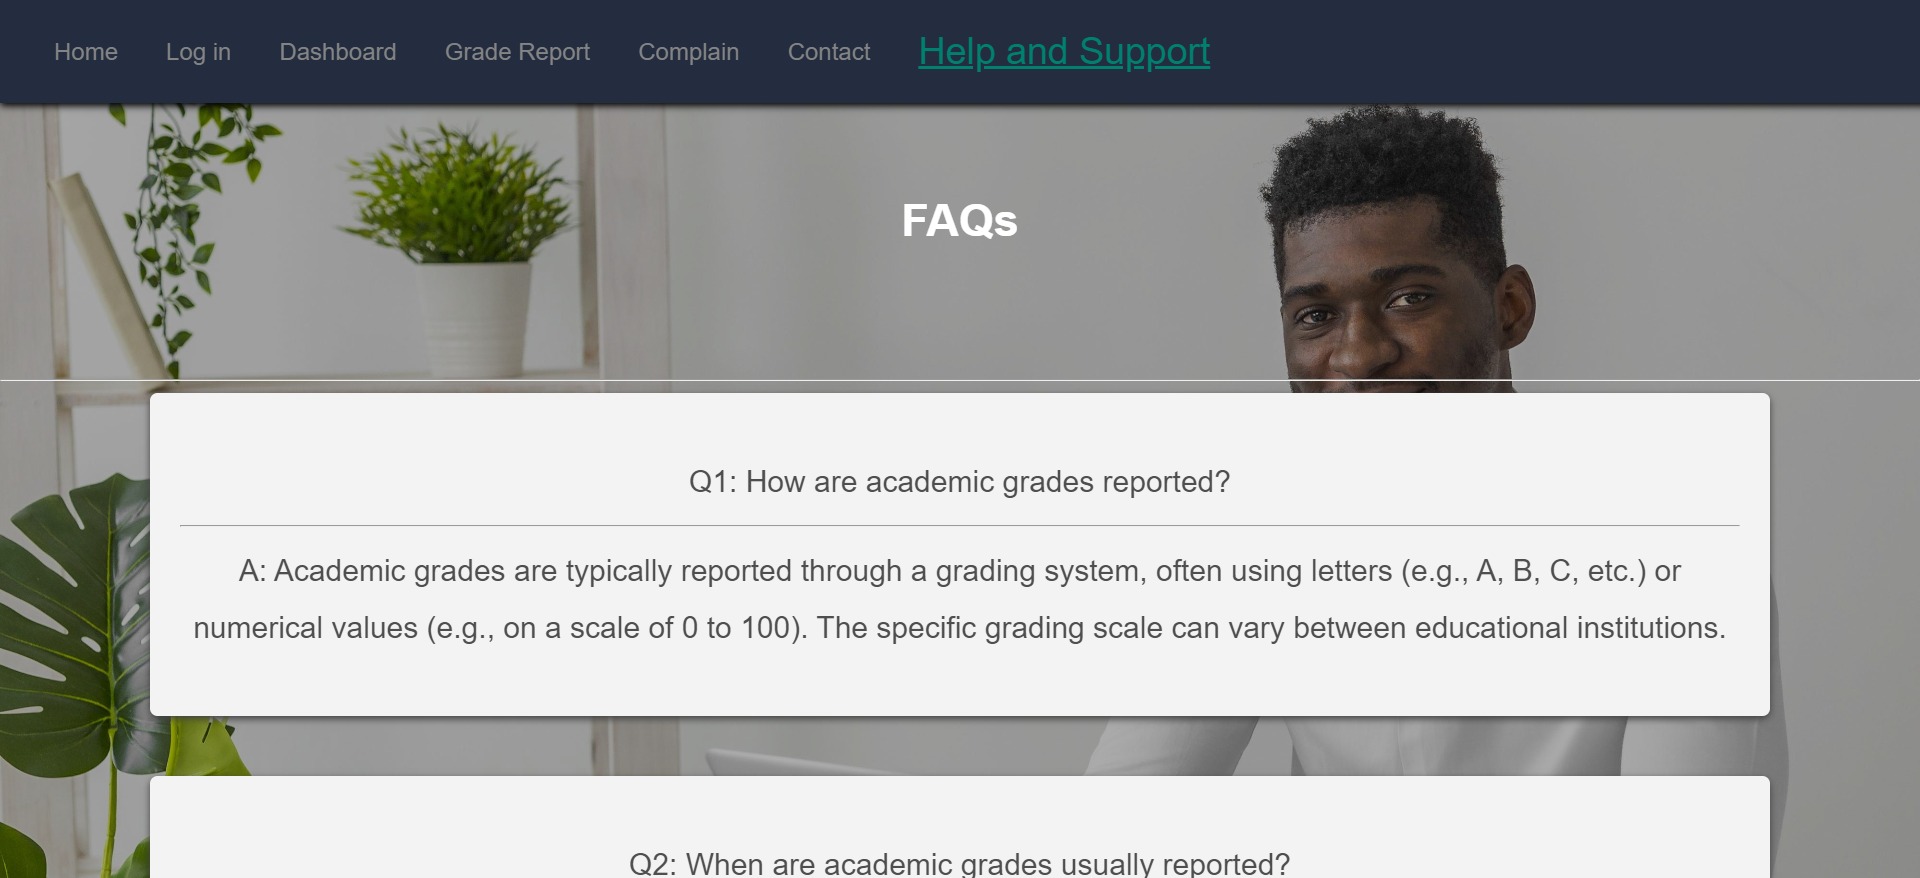 Home Log in Dashboard Grade Report Complain Contact Help and Support
FAQs
Q1: How are academic grades reported?
A: Academic grades are typically reported through a grading system, often using letters (e.g., A, B, C, etc.) or
numerical values (e.g., on a scale of 0 to 100). The specific grading scale can vary between educational institutions.
Q2: When are academic grades usually reported?